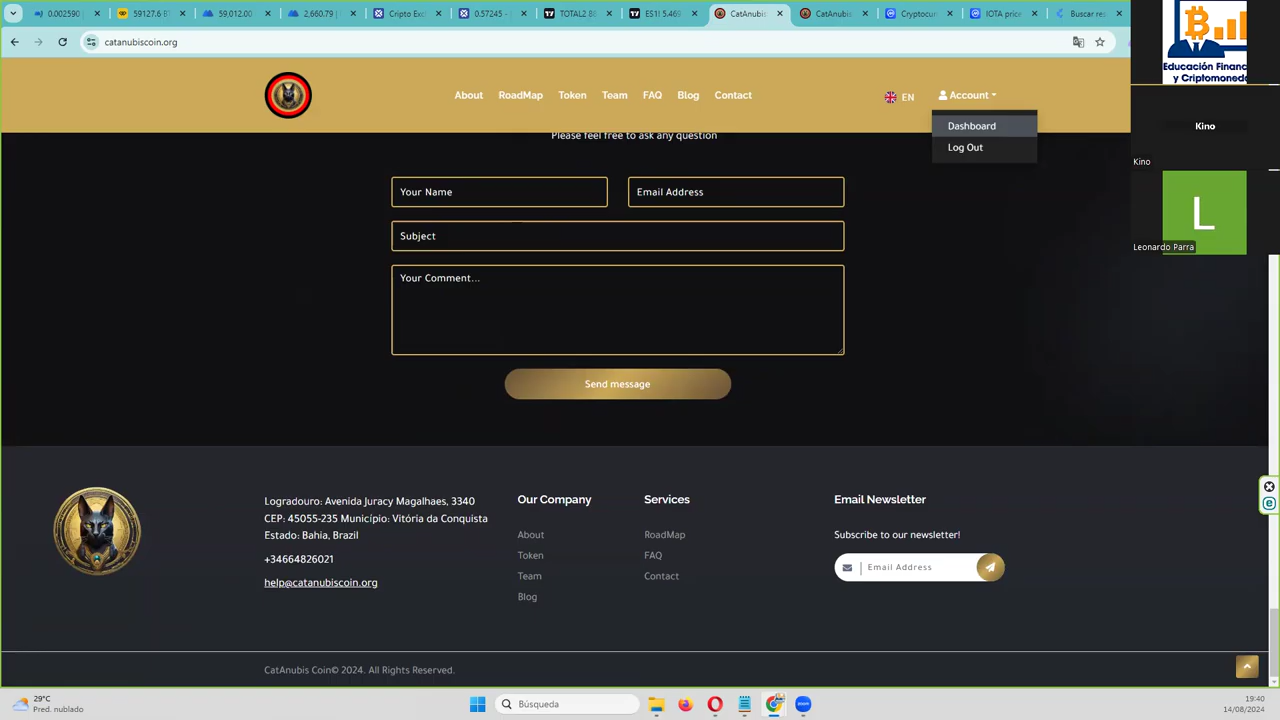 0.002590
59127.6 B
59,012.00
2,660.79
Cripto Exc
0.57245 -
TOTAL2 88
ES1! 5.469
CatAnubis
CatAnubis
Cryptocur
IOTA price
Buscar res
catanubiscoin.org
About
RoadMap
Token
Team
FAQ
Blog
Contact
EN
Account
Dashboard
Log Out
Please feel free to ask any question
Your Name
Email Address
Subject
Your Comment...
Send message
Logradouro: Avenida Juracy Magalhaes, 3340
CEP: 45055-235 Município: Vitória da Conquista
Estado: Bahia, Brazil
+34664826021
help@catanubiscoin.org
Our Company
About
Token
Team
Blog
Services
RoadMap
FAQ
Contact
Email Newsletter
Subscribe to our newsletter!
Email Address
CatAnubis Coin© 2024. All Rights Reserved.
Educación Financ
y Criptomoneda
Kino
Kino
L
Leonardo Parra
29°C
Pred. nublado
Búsqueda
zoom
19:40
14/08/2024